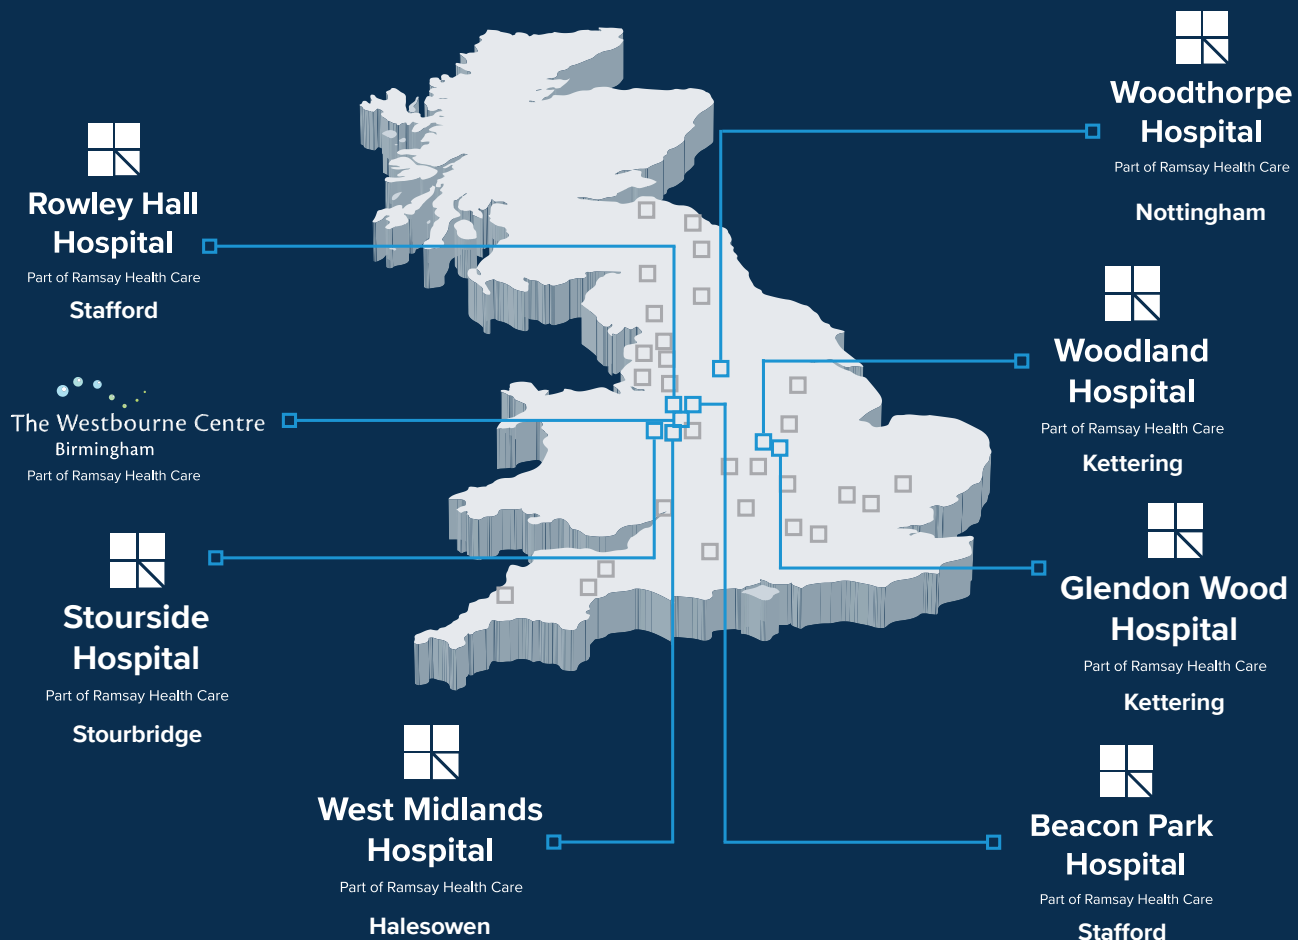 Rowley Hall
Hospital
Part of Ramsay Health Care
Stafford
The Westbourne Centre
Birmingham
Part of Ramsay Health Care
Stourside
Hospital
Part of Ramsay Health Care
Stourbridge
West Midlands
Hospital
Part of Ramsay Health Care
Halesowen
Woodthorpe
Hospital
Part of Ramsay Health Care
Nottingham
Woodland
Hospital
Part of Ramsay Health Care
Kettering
Glendon Wood
Hospital
Part of Ramsay Health Care
Kettering
Beacon Park
Hospital
Part of Ramsay Health Care
Stafford